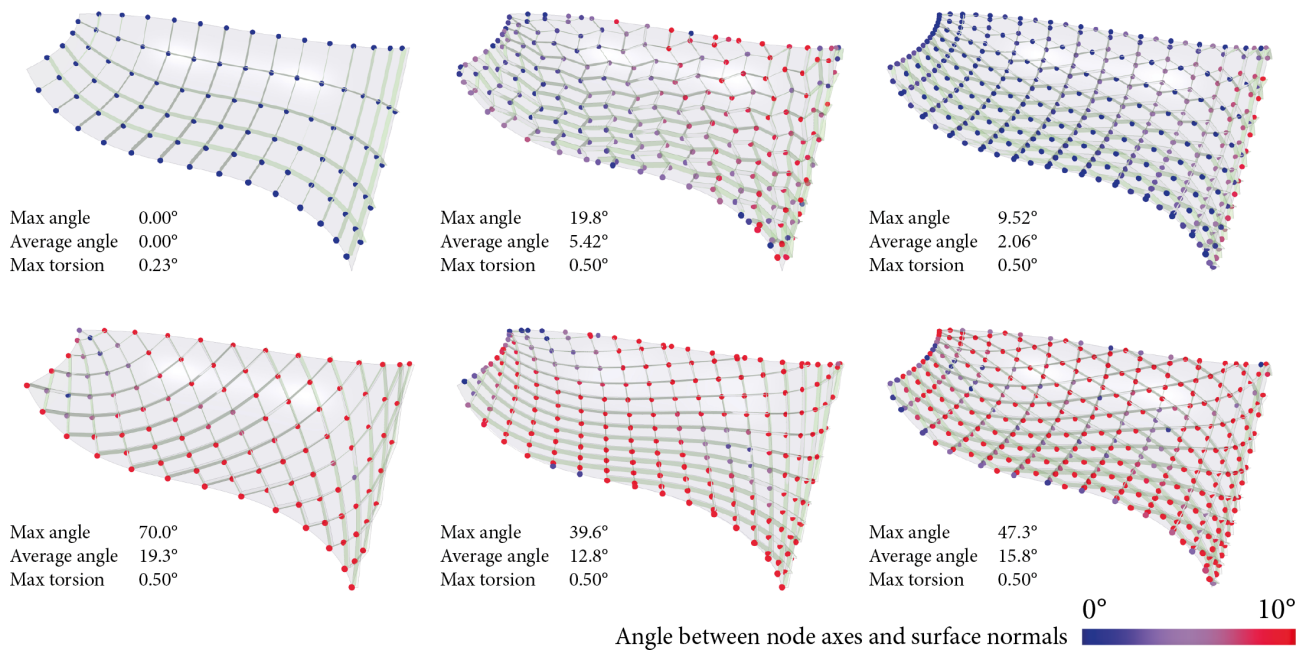 Max angle 0.00°
Average angle 0.00°
Max torsion 0.23°
Max angle 19.8°
Average angle 5.42°
Max torsion 0.50°
Max angle 9.52°
Average angle 2.06°
Max torsion 0.50°
Max angle 70.0°
Average angle 19.3°
Max torsion 0.50°
Max angle 39.6°
Average angle 12.8°
Max torsion 0.50°
Max angle 47.3°
Average angle 15.8°
Max torsion 0.50°
0° 10°
Angle between node axes and surface normals